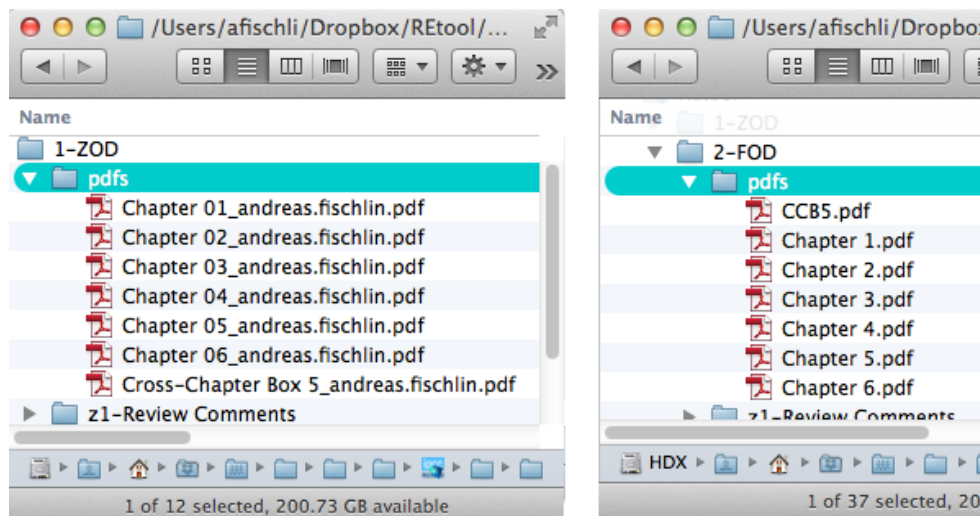 /Users/afischli/Dropbox/REtool/...
Name
1-ZOD
pdfs
Chapter 01_andreas.fischlin.pdf
Chapter 02_andreas.fischlin.pdf
Chapter 03_andreas.fischlin.pdf
Chapter 04_andreas.fischlin.pdf
Chapter 05_andreas.fischlin.pdf
Chapter 06_andreas.fischlin.pdf
Cross-Chapter Box 5_andreas.fischlin.pdf
z1-Review Comments
1 of 12 selected, 200.73 GB available
/Users/afischli/Dropbo
Name
1-ZOD
2-FOD
pdfs
CCB5.pdf
Chapter 1.pdf
Chapter 2.pdf
Chapter 3.pdf
Chapter 4.pdf
Chapter 5.pdf
Chapter 6.pdf
z1-Review Comments
HDX
1 of 37 selected, 20